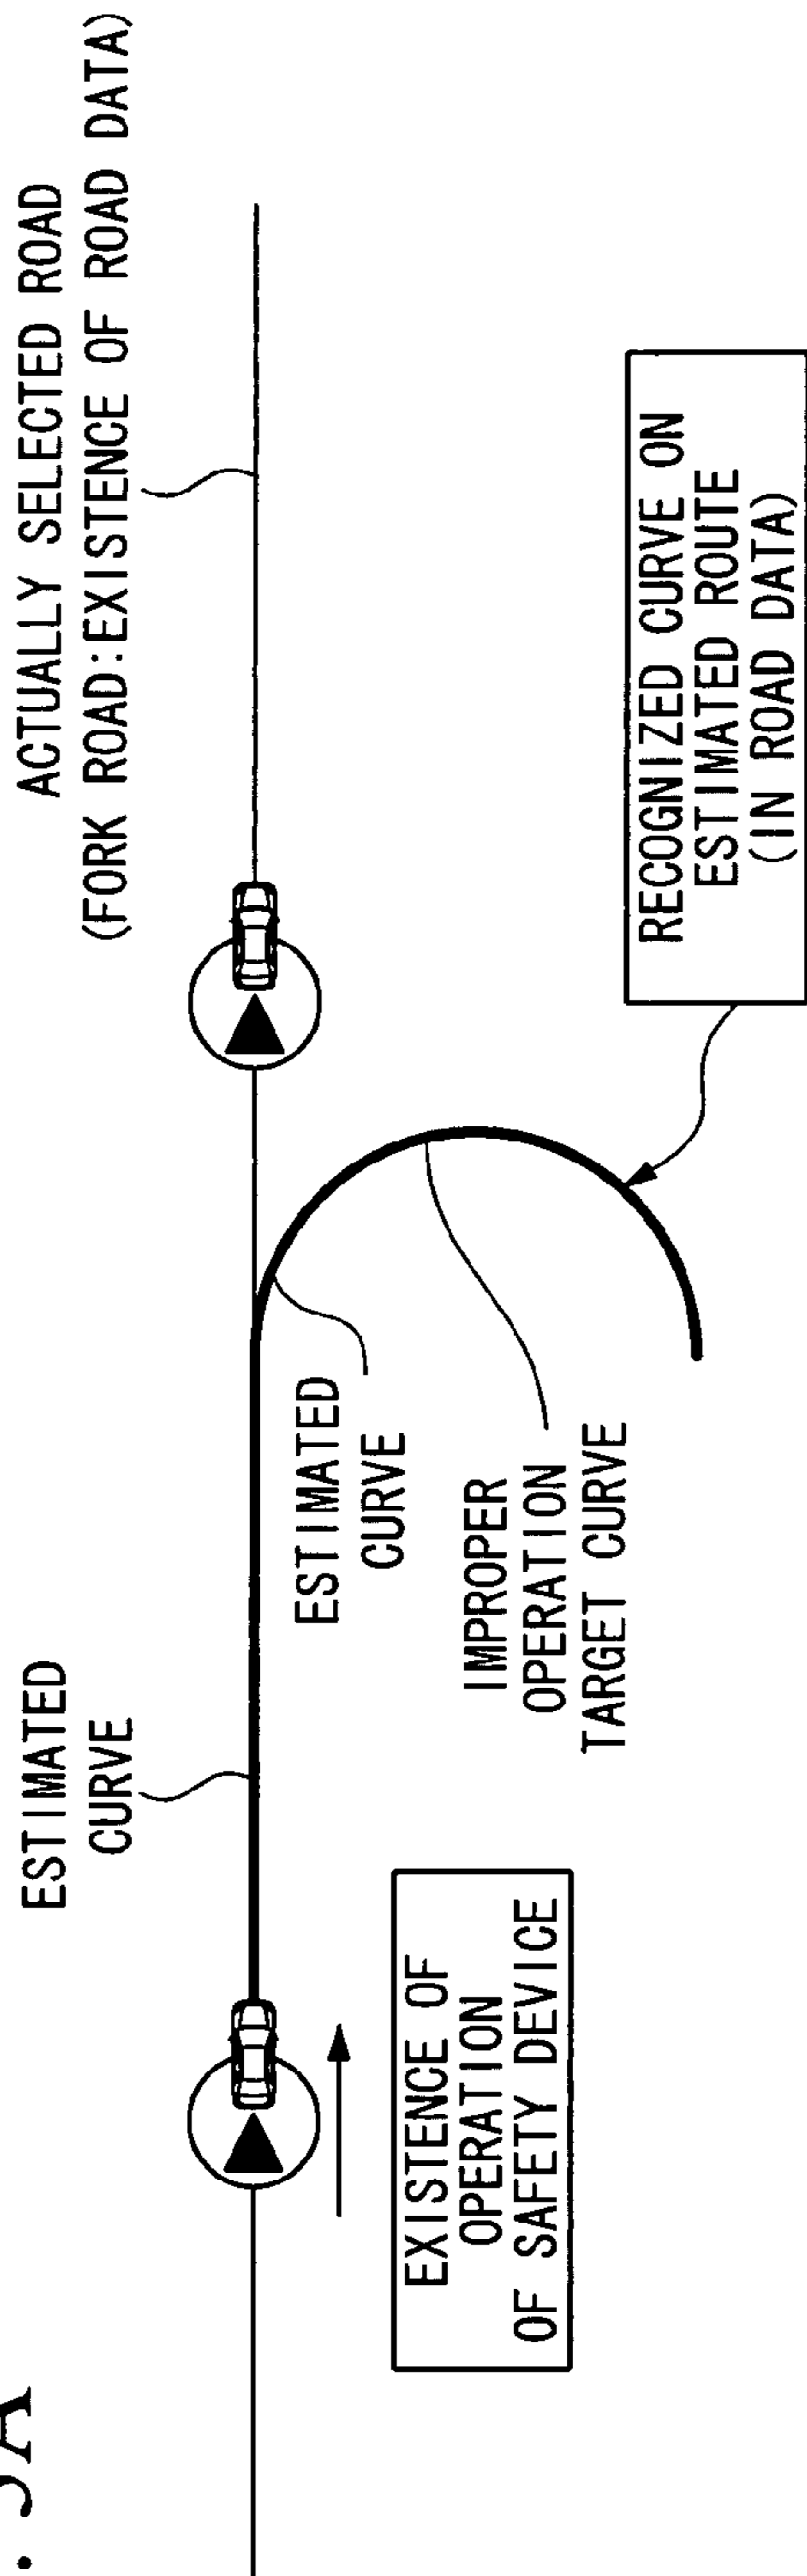 ACTUALLY SELECTED ROAD
(FORK ROAD:EXISTENCE OF ROAD DATA)
ESTIMATED
CURVE
ESTIMATED
CURVE
IMPROPER
OPERATION
TARGET CURVE
EXISTENCE OF
OPERATION
OF SAFETY DEVICE
RECOGNIZED CURVE ON
ESTIMATED ROUTE
(IN ROAD DATA)